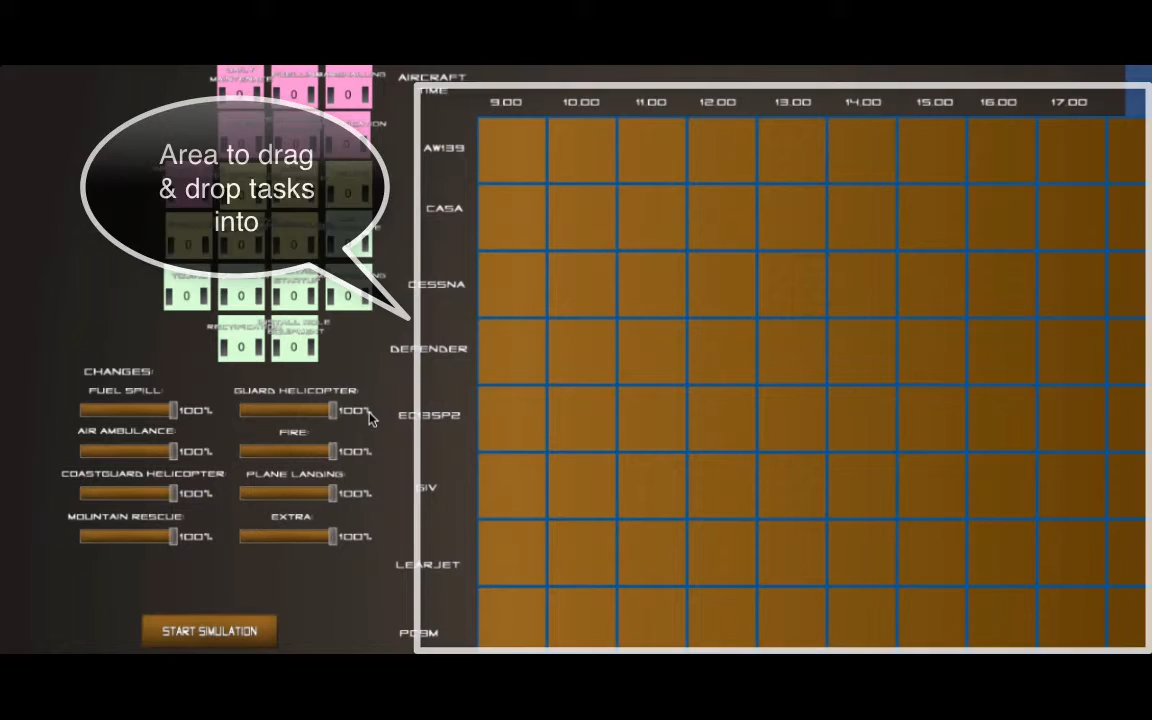 AIRCRAFT
TIME
9.00 10.00 11.00 12.00 13.00 14.00 15.00 16.00 17.00
0 0 0
Area to drag
& drop tasks
into
0
0 0 0
0 0 0 0
0 0
AW139
CASA
CESSNA
DEFENDER
EC135P2
GIV
LEARJET
PC9M
CHANGES:
FUEL SPILL: GUARD HELICOPTER:
100% 100%
AIR AMBULANCE: FIRE:
100% 100%
COASTGUARD HELICOPTER: PLANE LANDING:
100% 100%
MOUNTAIN RESCUE: EXTRA:
100% 100%
START SIMULATION